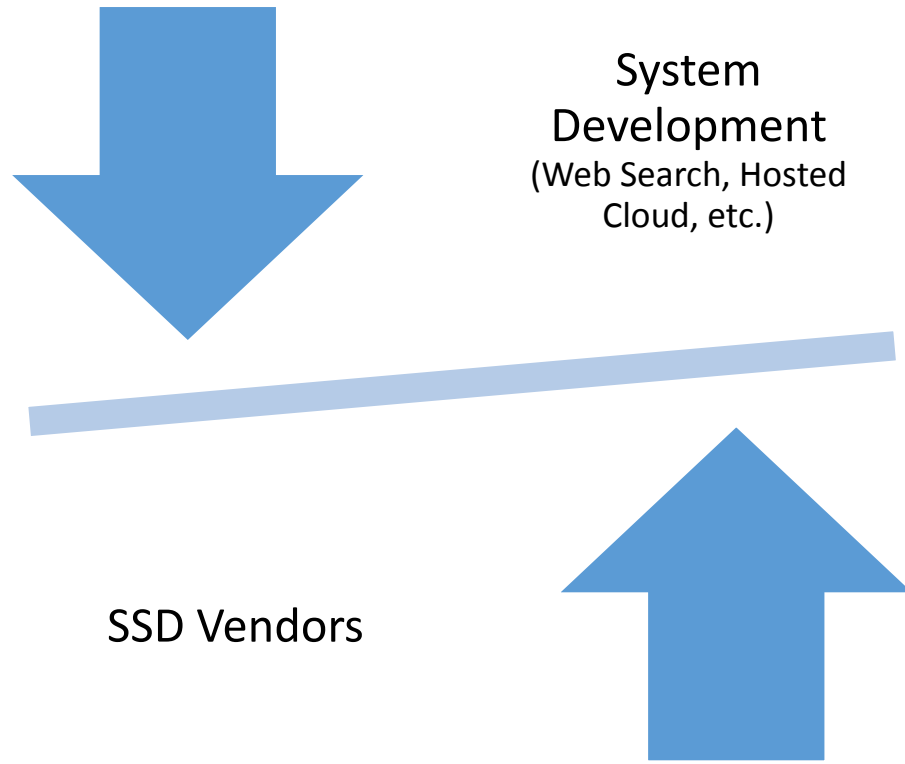 System
Development
(Web Search, Hosted
Cloud, etc.)
SSD Vendors